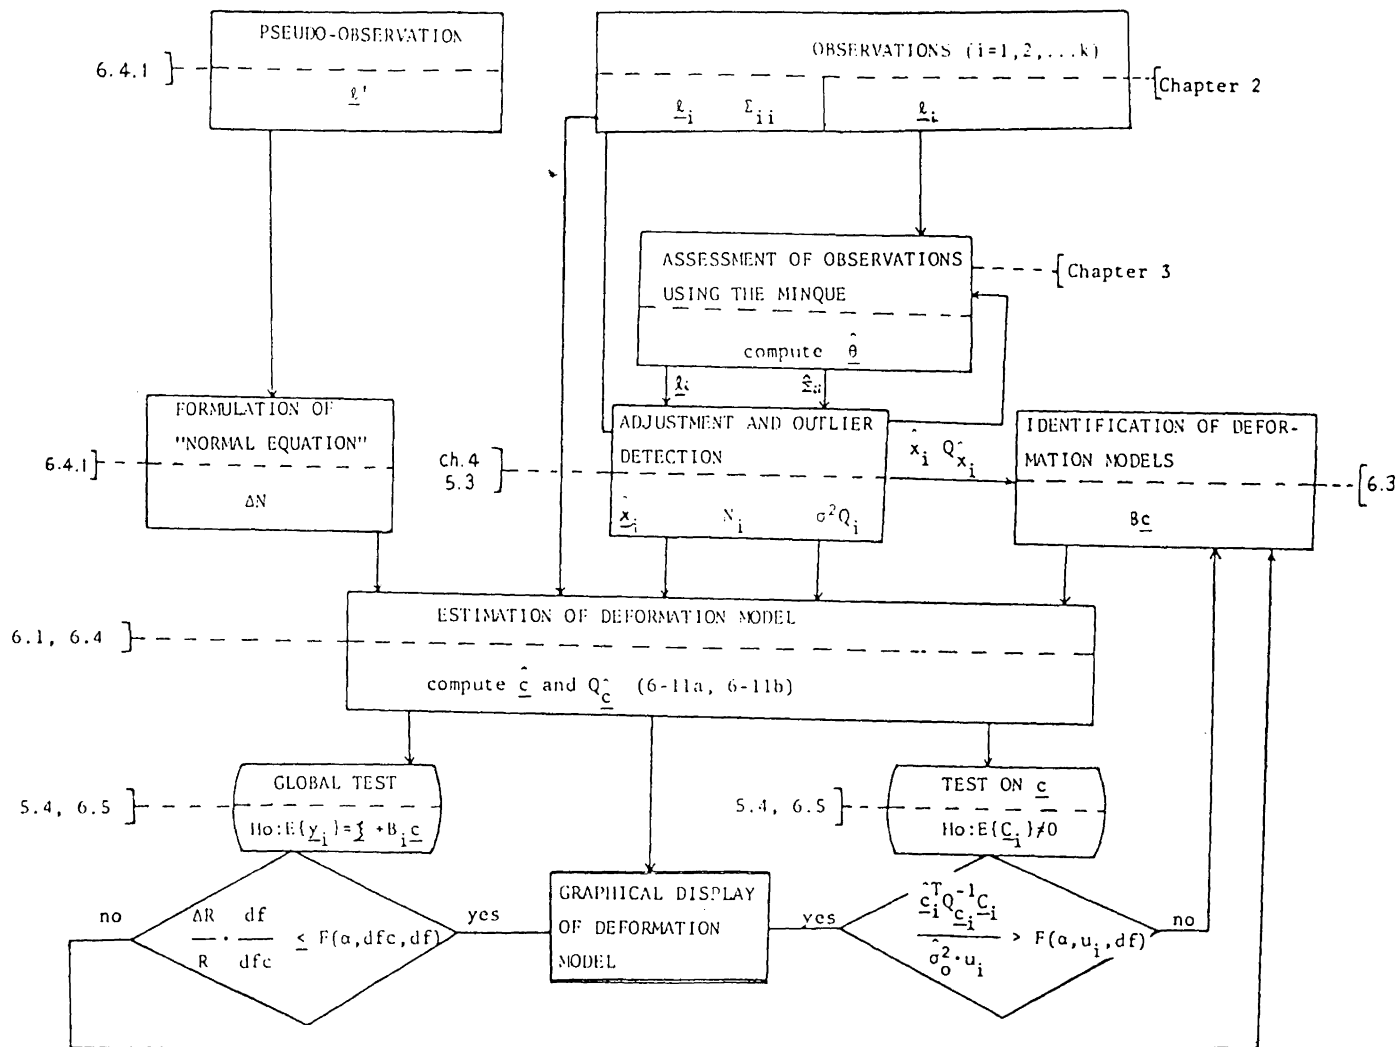 PSEUDO-OBSERVATION
6.4.1
ℓ'
OBSERVATIONS (i=1,2,...k)
Chapter 2
ℓi Σii
ℓi
ASSESSMENT OF OBSERVATIONS
USING THE MINQUE
Chapter 3
compute θ̂
ℓi Σ̂ii
FORMULATION OF
"NORMAL EQUATION"
6.4.1
ΔN
ADJUSTMENT AND OUTLIER
DETECTION
Ch.4
5.3
x̂i Ni σ²Qi
x̂i Qx̂i
IDENTIFICATION OF DEFOR-
MATION MODELS
6.3
Bc
ESTIMATION OF DEFORMATION MODEL
6.1, 6.4
compute ĉ and Qĉ (6-11a, 6-11b)
GLOBAL TEST
5.4, 6.5
Ho:E{yi}=ξ +Bic
TEST ON c
5.4, 6.5
Ho:E{Ci}≠0
no
ΔR/R · df/dfc ≤ F(α,dfc,df)
yes
GRAPHICAL DISPLAY
OF DEFORMATION
MODEL
yes
ĉiᵀQci⁻¹Ci / σ̂o²·ui > F(α,ui,df)
no